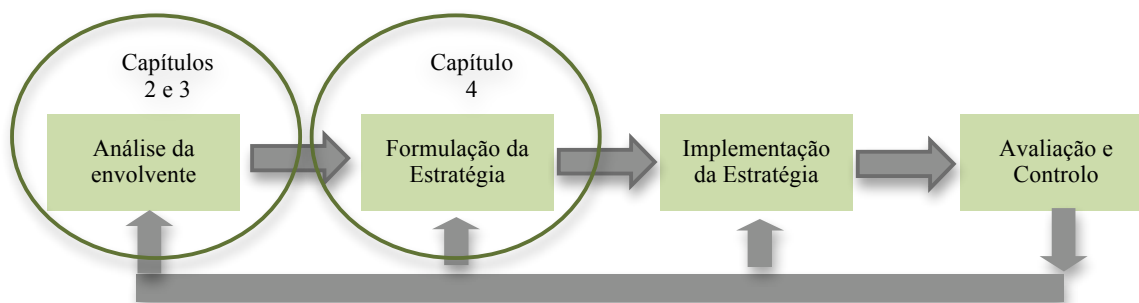 Capítulos
2 e 3
Análise da
envolvente
Capítulo
4
Formulação da
Estratégia
Implementação
da Estratégia
Avaliação e
Controlo